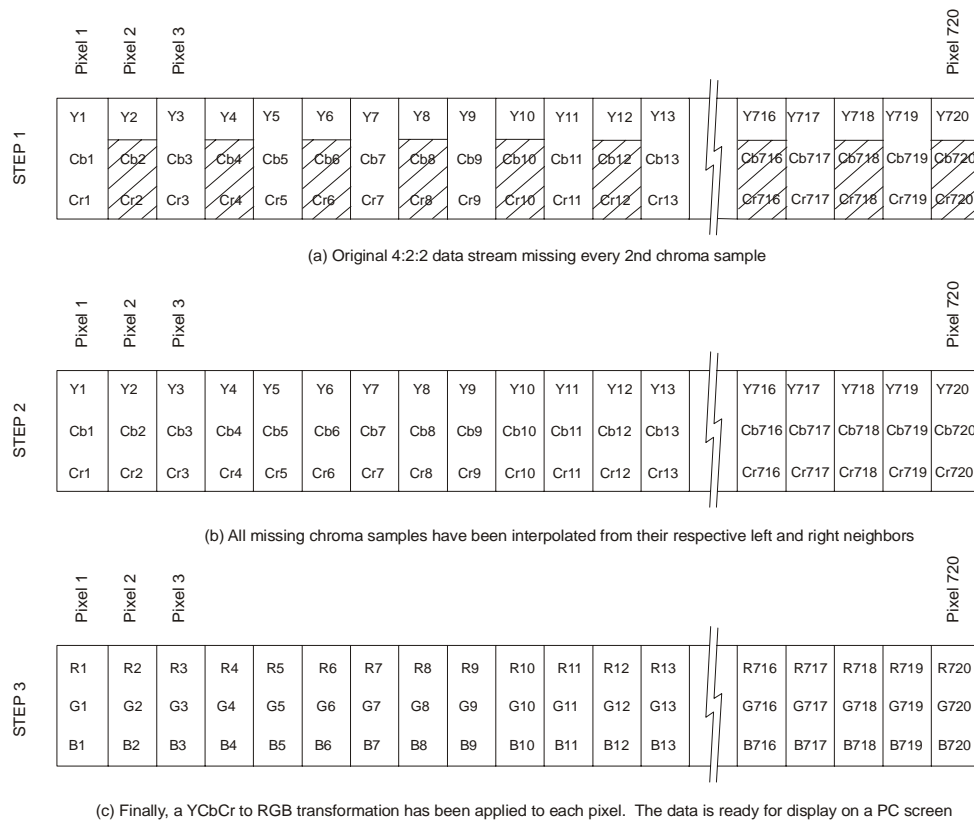 Pixel 1 Pixel 2 Pixel 3 Pixel 720
STEP 1
Y1 Y2 Y3 Y4 Y5 Y6 Y7 Y8 Y9 Y10 Y11 Y12 Y13 Y716 Y717 Y718 Y719 Y720
Cb1 Cb2 Cb3 Cb4 Cb5 Cb6 Cb7 Cb8 Cb9 Cb10 Cb11 Cb12 Cb13 Cb716 Cb717 Cb718 Cb719 Cb720
Cr1 Cr2 Cr3 Cr4 Cr5 Cr6 Cr7 Cr8 Cr9 Cr10 Cr11 Cr12 Cr13 Cr716 Cr717 Cr718 Cr719 Cr720
(a) Original 4:2:2 data stream missing every 2nd chroma sample
Pixel 1 Pixel 2 Pixel 3 Pixel 720
STEP 2
Y1 Y2 Y3 Y4 Y5 Y6 Y7 Y8 Y9 Y10 Y11 Y12 Y13 Y716 Y717 Y718 Y719 Y720
Cb1 Cb2 Cb3 Cb4 Cb5 Cb6 Cb7 Cb8 Cb9 Cb10 Cb11 Cb12 Cb13 Cb716 Cb717 Cb718 Cb719 Cb720
Cr1 Cr2 Cr3 Cr4 Cr5 Cr6 Cr7 Cr8 Cr9 Cr10 Cr11 Cr12 Cr13 Cr716 Cr717 Cr718 Cr719 Cr720
(b) All missing chroma samples have been interpolated from their respective left and right neighbors
Pixel 1 Pixel 2 Pixel 3 Pixel 720
STEP 3
R1 R2 R3 R4 R5 R6 R7 R8 R9 R10 R11 R12 R13 R716 R717 R718 R719 R720
G1 G2 G3 G4 G5 G6 G7 G8 G9 G10 G11 G12 G13 G716 G717 G718 G719 G720
B1 B2 B3 B4 B5 B6 B7 B8 B9 B10 B11 B12 B13 B716 B717 B718 B719 B720
(c) Finally, a YCbCr to RGB transformation has been applied to each pixel. The data is ready for display on a PC screen